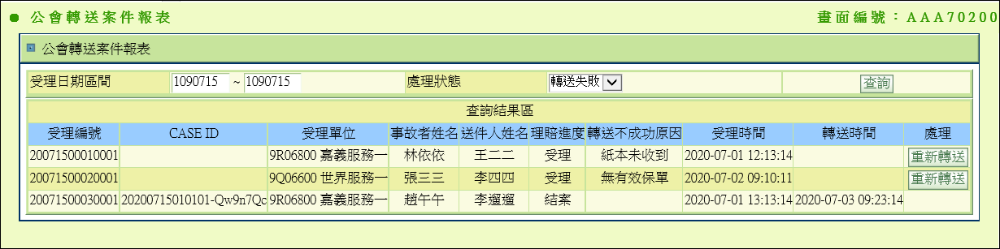 公會轉送案件報表 畫面編號：AAA70200
公會轉送案件報表
受理日期區間 1090715 ~ 1090715 處理狀態 轉送失敗 查詢
查詢結果區
受理編號 CASE ID 受理單位 事故者姓名 送件人姓名 理賠進度 轉送不成功原因 受理時間 轉送時間 處理
20071500010001 9R06800 嘉義服務一 林依依 王二二 受理 紙本未收到 2020-07-01 12:13:14 重新轉送
20071500020001 9Q06600 世界服務一 張三三 李四四 受理 無有效保單 2020-07-02 09:10:11 重新轉送
20071500030001 20200715010101-Qw9n7Qc 9R06800 嘉義服務一 趙午午 李遛遛 結案 2020-07-01 13:13:14 2020-07-03 09:23:14